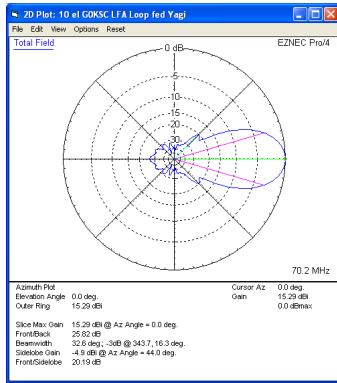 2D Plot: 10 el G0KSC LFA Loop fed Yagi
File Edit View Options Reset
Total Field
EZNEC Pro/4
0 dB
-5
-10
-15
-20
-30
70.2 MHz
Azimuth Plot
Elevation Angle 0.0 deg.
Outer Ring 15.29 dBi
Cursor Az 0.0 deg.
Gain 15.29 dBi
0.0 dBmax
Slice Max Gain 15.29 dBi @ Az Angle = 0.0 deg.
Front/Back 25.82 dB
Beamwidth 32.6 deg.; -3dB @ 343.7, 16.3 deg.
Sidelobe Gain -4.9 dBi @ Az Angle = 44.0 deg.
Front/Sidelobe 20.19 dB